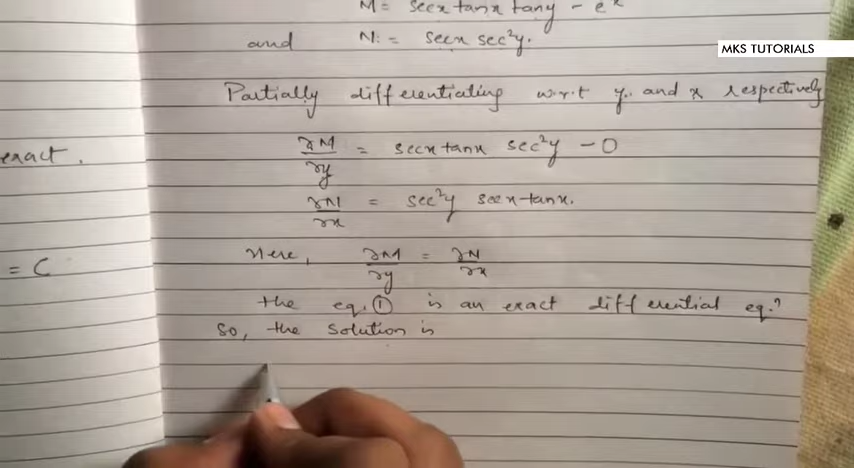 M = secx tanx tany - e^x
and N = secx sec²y.
MKS TUTORIALS
Partially differentiating w.r.t y. and x respectively
∂M/∂y = secx tanx sec²y - 0
exact.
∂N/∂x = sec²y secx-tanx.
= C
Here, ∂M/∂y = ∂N/∂x
the eq. ① is an exact differential eq.?
So, the solution is